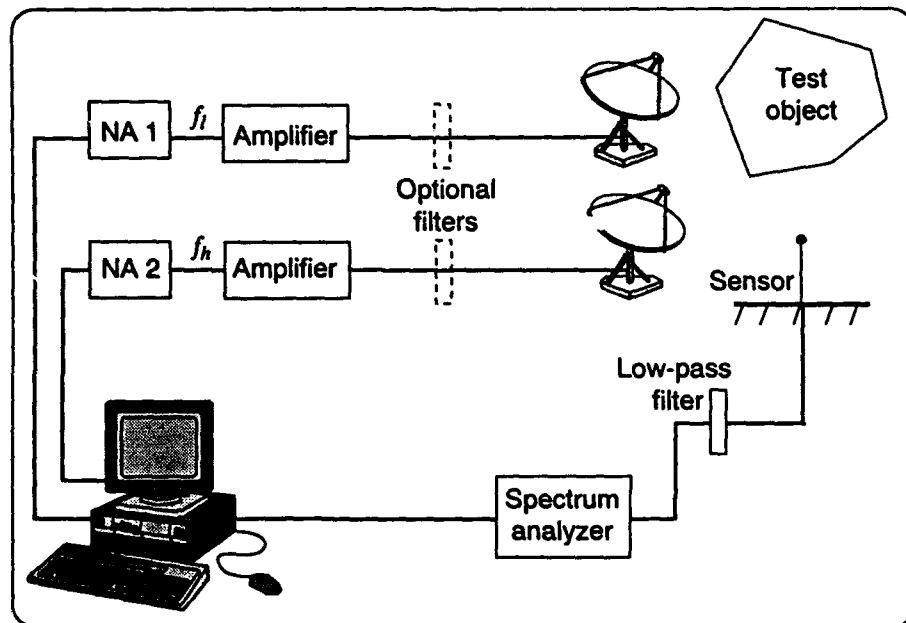 NA 1
f_l
Amplifier
Test
object
Optional
filters
NA 2
f_h
Amplifier
Sensor
Low-pass
filter
Spectrum
analyzer